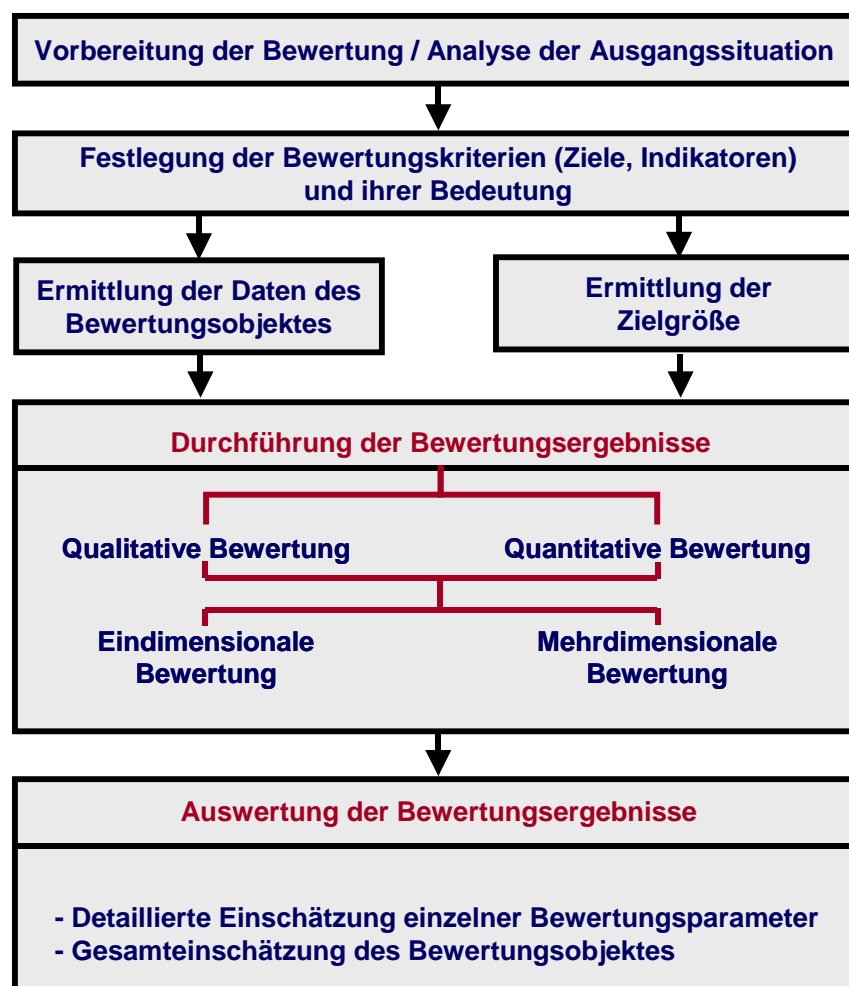 Vorbereitung der Bewertung / Analyse der Ausgangssituation
Festlegung der Bewertungskriterien (Ziele, Indikatoren)
und ihrer Bedeutung
Ermittlung der Daten des
Bewertungsobjektes
Ermittlung der
Zielgröße
Durchführung der Bewertungsergebnisse
Qualitative Bewertung
Quantitative Bewertung
Eindimensionale
Bewertung
Mehrdimensionale
Bewertung
Auswertung der Bewertungsergebnisse
- Detaillierte Einschätzung einzelner Bewertungsparameter
- Gesamteinschätzung des Bewertungsobjektes